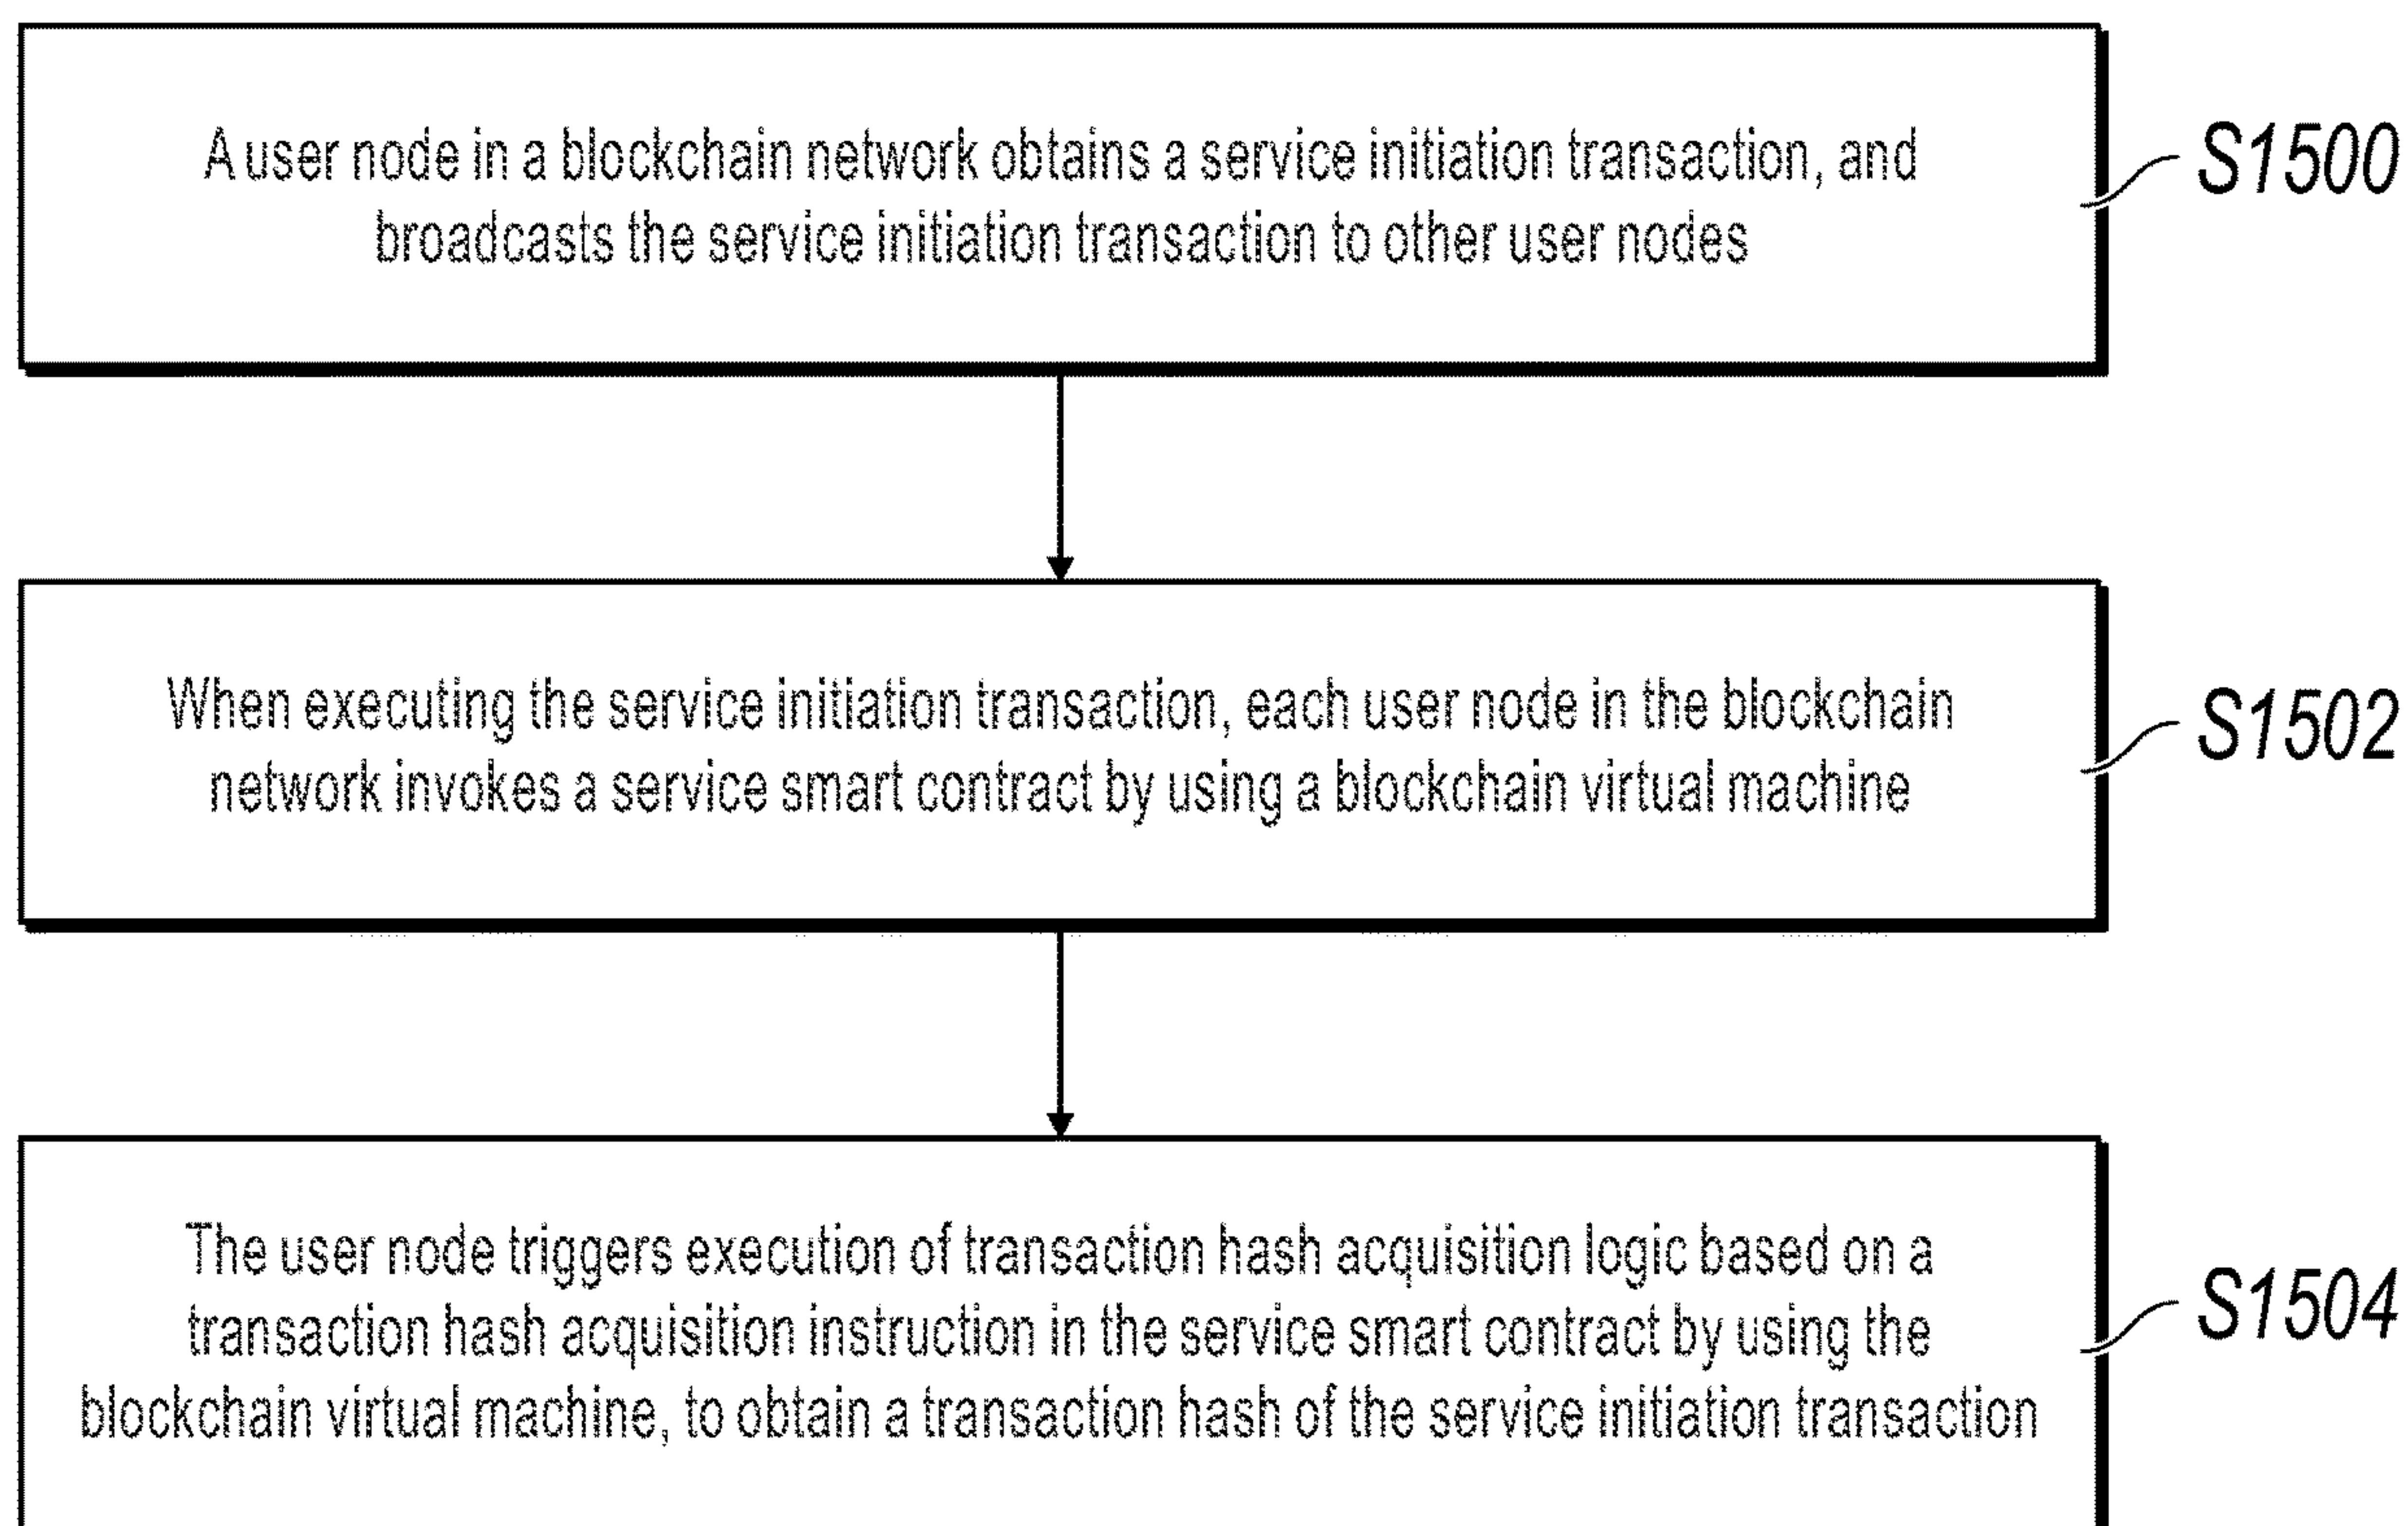 A user node in a blockchain network obtains a service initiation transaction, and
broadcasts the service initiation transaction to other user nodes
S1500
When executing the service initiation transaction, each user node in the blockchain
network invokes a service smart contract by using a blockchain virtual machine
S1502
The user node triggers execution of transaction hash acquisition logic based on a
transaction hash acquisition instruction in the service smart contract by using the
blockchain virtual machine, to obtain a transaction hash of the service initiation transaction
S1504